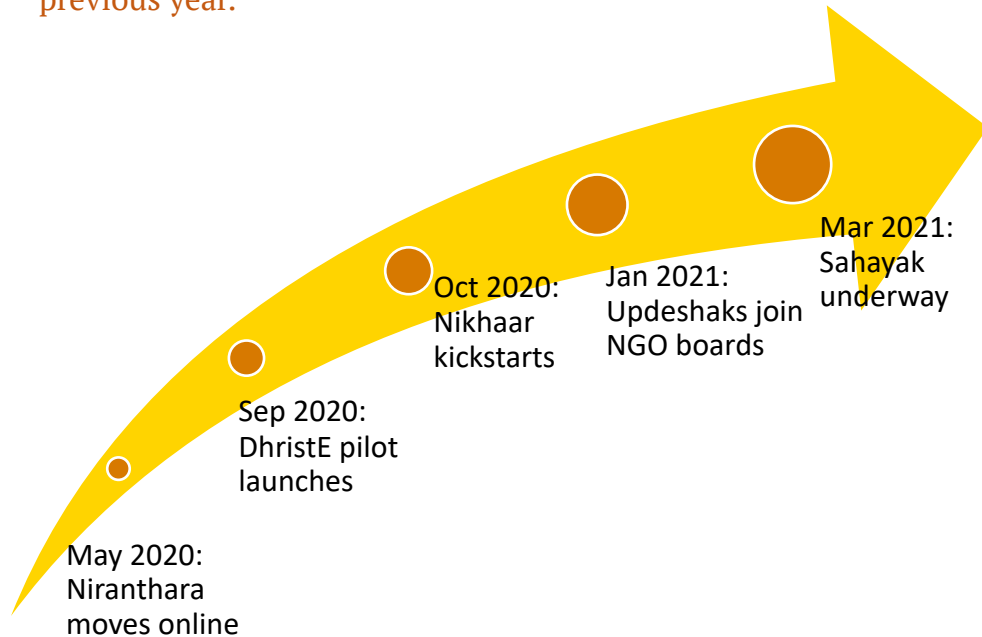 previous year.
May 2020:
Niranthara
moves online
Sep 2020:
DhristE pilot
launches
Oct 2020:
Nikhaar
kickstarts
Jan 2021:
Updeshaks join
NGO boards
Mar 2021:
Sahayak
underway